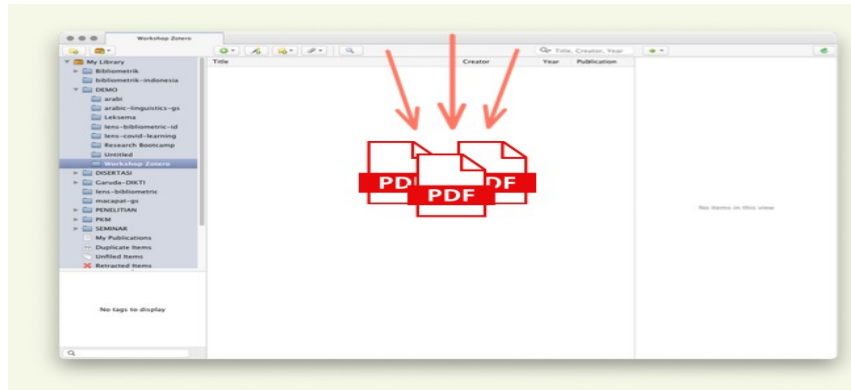 Workshop Zotero
Title, Creator, Year
Title Creator Year Publication
My Library
Bibliometrik
bibliometrik-indonesia
DEMO
arabi
arabic-linguistics-gs
Leksema
lens-bibliometric-id
lens-covid-learning
Research Bootcamp
Untitled
Workshop Zotero
DISERTASI
Garuda-DIKTI
lens-bibliometric
macapat-gs
PENELITIAN
PKM
SEMINAR
My Publications
Duplicate Items
Unfiled Items
Retracted Items
No tags to display
PD
PDF
DF
No items in this view